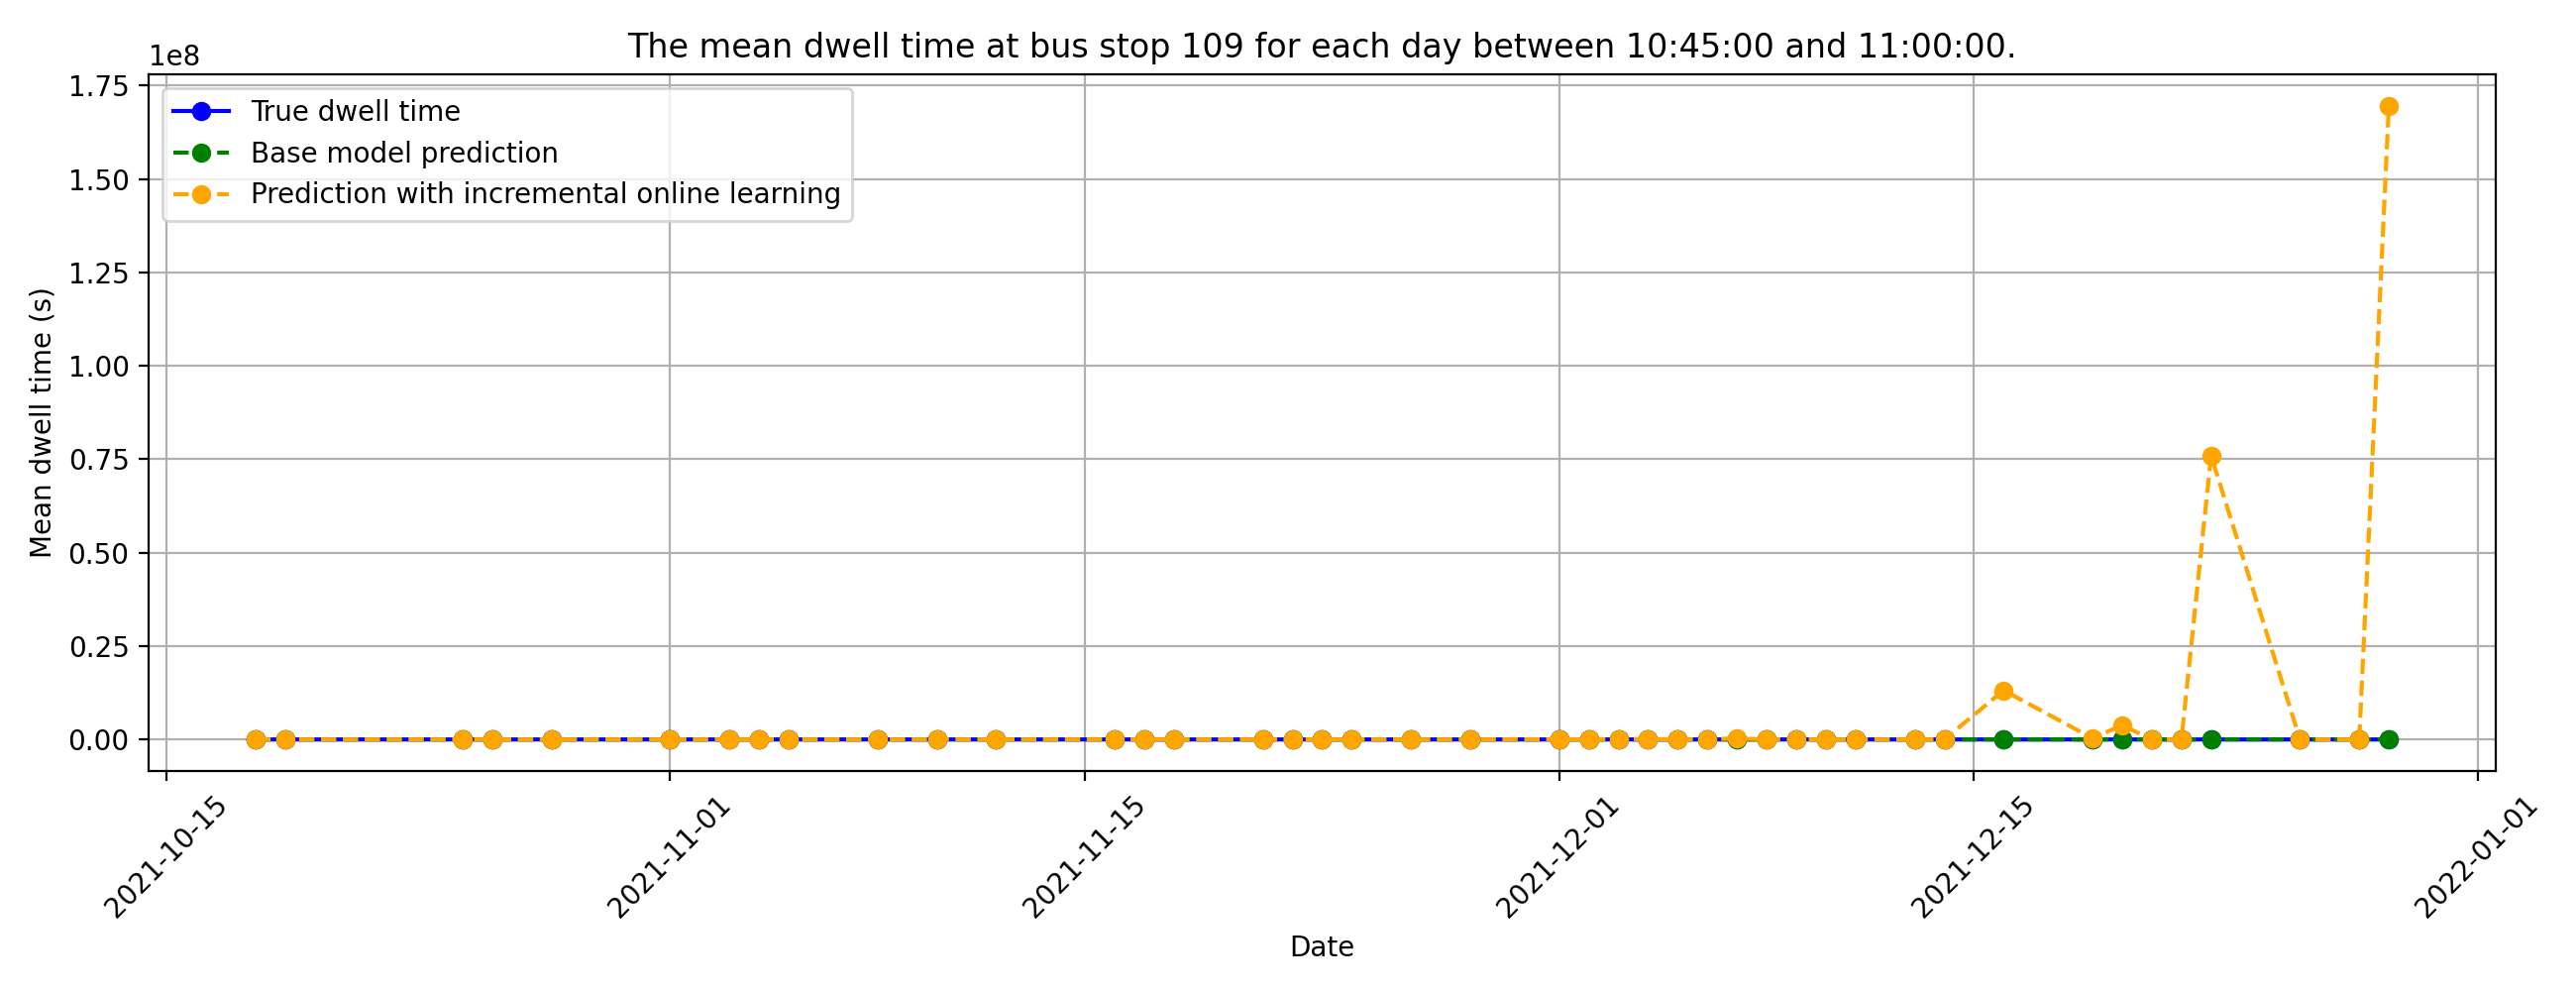 The mean dwell time at bus stop 109 for each day between 10:45:00 and 11:00:00.
1e8
1.75
1.50
1.25
1.00
0.75
0.50
0.25
0.00
Mean dwell time (s)
True dwell time
Base model prediction
Prediction with incremental online learning
2021-10-15
2021-11-01
2021-11-15
2021-12-01
2021-12-15
2022-01-01
Date